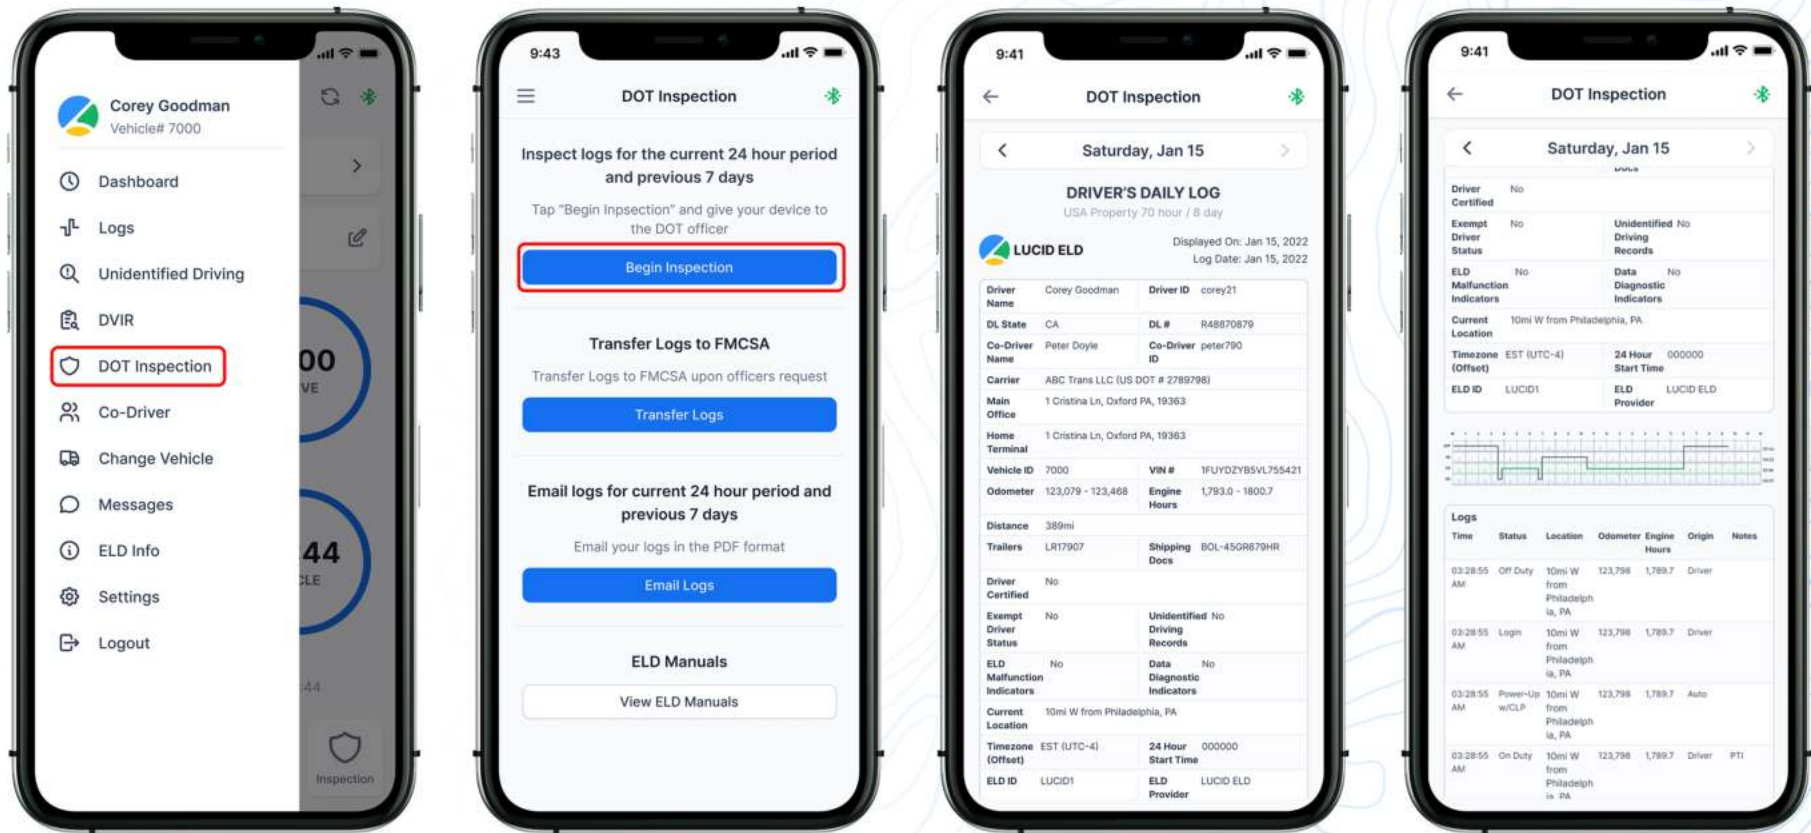 Corey Goodman
Vehicle# 7000
Dashboard
Logs
Unidentified Driving
DVIR
DOT Inspection
Co-Driver
Change Vehicle
Messages
ELD Info
Settings
Logout
00
VE
44
CLE
:44
Inspection
9:43
DOT Inspection
Inspect logs for the current 24 hour period
and previous 7 days
Tap "Begin Inpsection" and give your device to
the DOT officer
Begin Inspection
Transfer Logs to FMCSA
Transfer Logs to FMCSA upon officers request
Transfer Logs
Email logs for current 24 hour period and
previous 7 days
Email your logs in the PDF format
Email Logs
ELD Manuals
View ELD Manuals
9:41
DOT Inspection
Saturday, Jan 15
DRIVER'S DAILY LOG
USA Property 70 hour / 8 day
LUCID ELD
Displayed On: Jan 15, 2022
Log Date: Jan 15, 2022
Driver Name Corey Goodman Driver ID corey21
DL State CA DL # R48870879
Co-Driver Name Peter Doyle Co-Driver ID peter790
Carrier ABC Trans LLC (US DOT # 2789798)
Main Office 1 Cristina Ln, Oxford PA, 19363
Home Terminal 1 Cristina Ln, Oxford PA, 19363
Vehicle ID 7000 VIN # 1FUYDZYB5VL755421
Odometer 123,079 - 123,468 Engine Hours 1,793.0 - 1800.7
Distance 389mi
Trailers LR17907 Shipping Docs BOL-45GR679HR
Driver Certified No
Exempt Driver Status No Unidentified Driving Records No
ELD Malfunction Indicators No Data Diagnostic Indicators No
Current Location 10mi W from Philadelphia, PA
Timezone (Offset) EST (UTC-4) 24 Hour Start Time 000000
ELD ID LUCID1 ELD Provider LUCID ELD
9:41
DOT Inspection
Saturday, Jan 15
Docs
Driver Certified No
Exempt Driver Status No Unidentified Driving Records No
ELD Malfunction Indicators No Data Diagnostic Indicators No
Current Location 10mi W from Philadelphia, PA
Timezone (Offset) EST (UTC-4) 24 Hour Start Time 000000
ELD ID LUCID1 ELD Provider LUCID ELD
Logs
Time Status Location Odometer Engine Hours Origin Notes
03:28:55 AM Off Duty 10mi W from Philadelphia, PA 123,798 1,789.7 Driver
03:28:55 AM Login 10mi W from Philadelphia, PA 123,798 1,789.7 Driver
03:28:55 AM Power-Up w/CLP 10mi W from Philadelphia, PA 123,798 1,789.7 Auto
03:28:55 AM On Duty 10mi W from Philadelphia, PA 123,798 1,789.7 Driver PTI